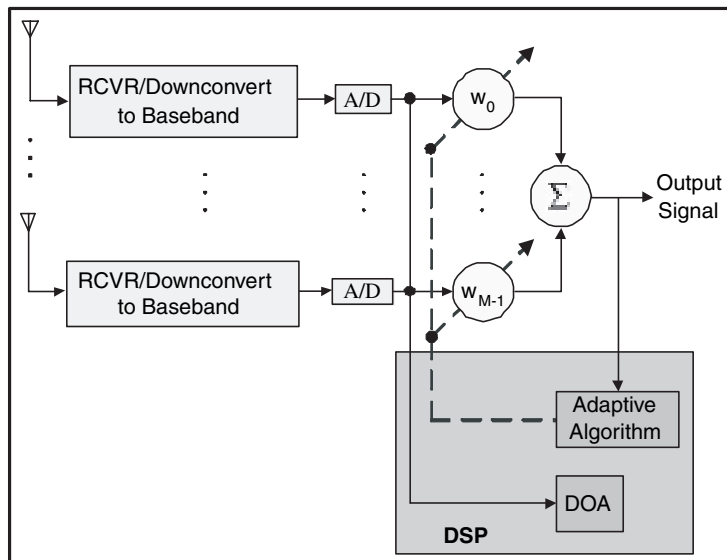 RCVR/Downconvert
to Baseband
A/D
w0
Σ
Output
Signal
RCVR/Downconvert
to Baseband
A/D
wM-1
Adaptive
Algorithm
DOA
DSP